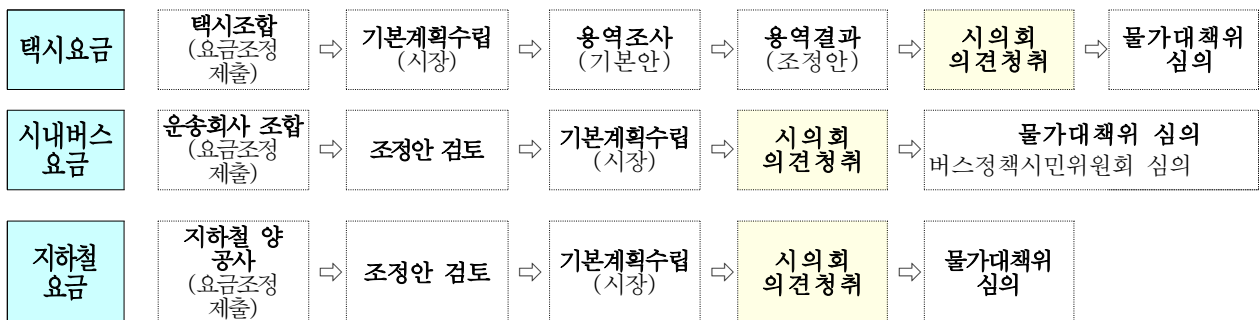 택시요금
택시조합
(요금조정
제출)
⇨
기본계획수립
(시장)
⇨
용역조사
(기본안)
⇨
용역결과
(조정안)
⇨
시의회
의견청취
⇨
물가대책위
심의
시내버스
요금
운송회사 조합
(요금조정
제출)
⇨
조정안 검토
⇨
기본계획수립
(시장)
⇨
시의회
의견청취
⇨
물가대책위 심의
버스정책시민위원회 심의
지하철
요금
지하철 양
공사
(요금조정
제출)
⇨
조정안 검토
⇨
기본계획수립
(시장)
⇨
시의회
의견청취
⇨
물가대책위
심의